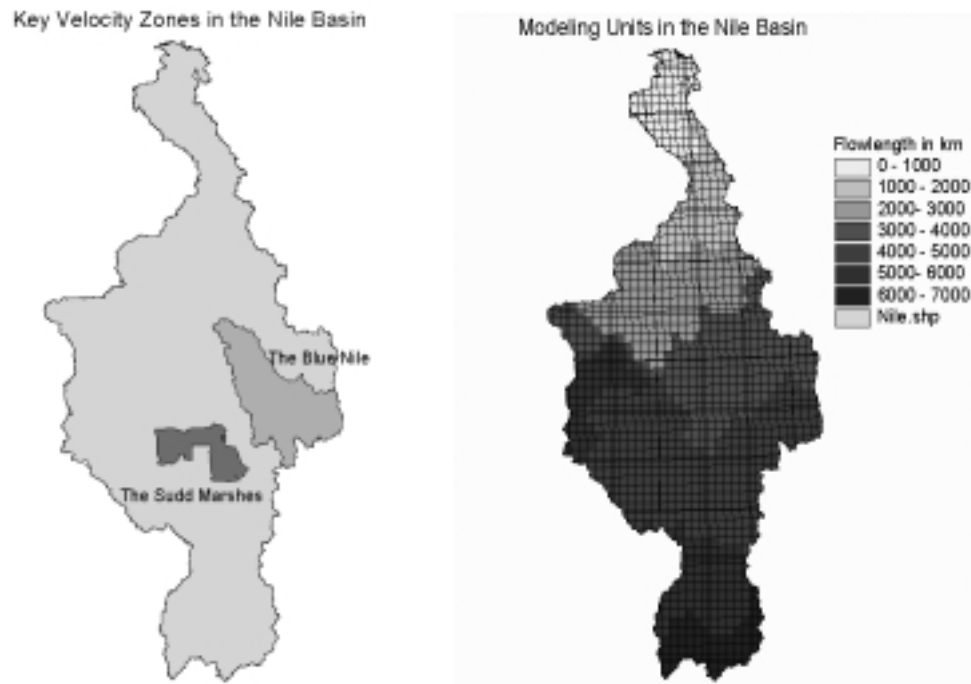 Key Velocity Zones in the Nile Basin
The Blue Nile
The Sudd Marshes
Modeling Units in the Nile Basin
Flowlength in km
0 - 1000
1000 - 2000
2000- 3000
3000 - 4000
4000 - 5000
5000- 6000
6000 - 7000
Nile.shp